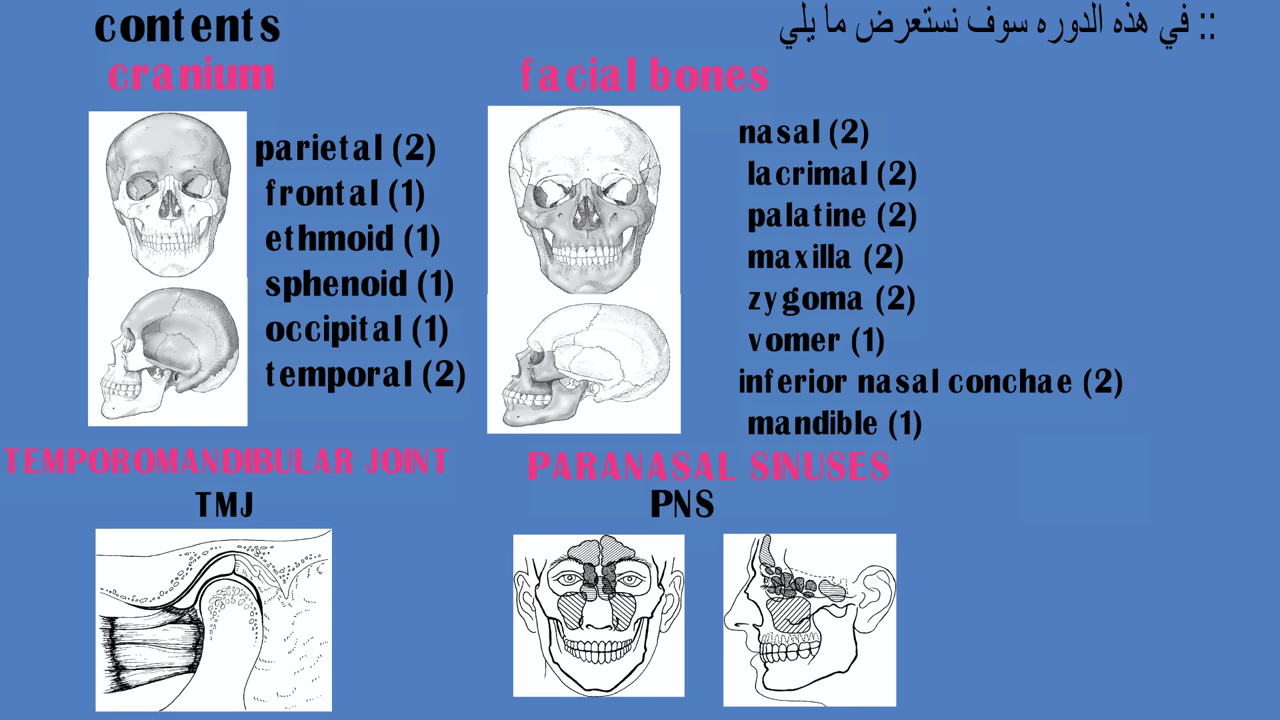 contents
:: في هذه الدوره سوف نستعرض ما يلي
cranium
parietal (2)
frontal (1)
ethmoid (1)
sphenoid (1)
occipital (1)
temporal (2)
facial bones
nasal (2)
lacrimal (2)
palatine (2)
maxilla (2)
zygoma (2)
vomer (1)
inferior nasal conchae (2)
mandible (1)
TEMPOROMANDIBULAR JOINT
TMJ
PARANASAL SINUSES
PNS